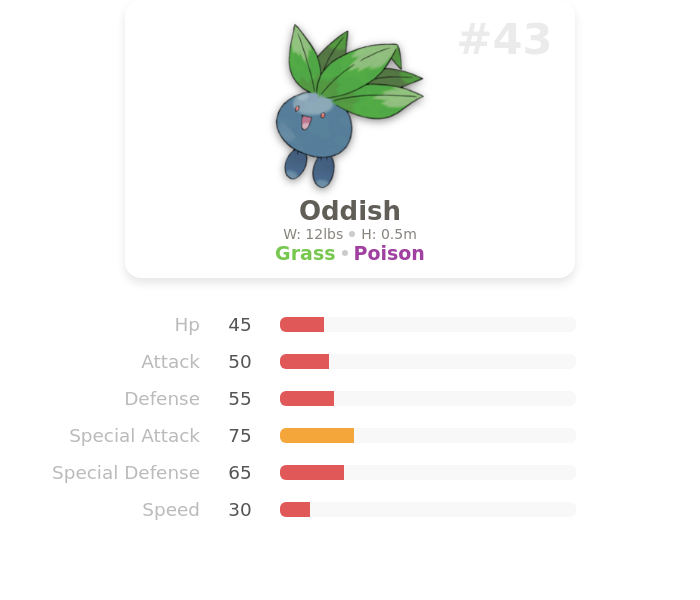 #43
Oddish
W: 12lbs • H: 0.5m
Grass • Poison
Hp 45
Attack 50
Defense 55
Special Attack 75
Special Defense 65
Speed 30